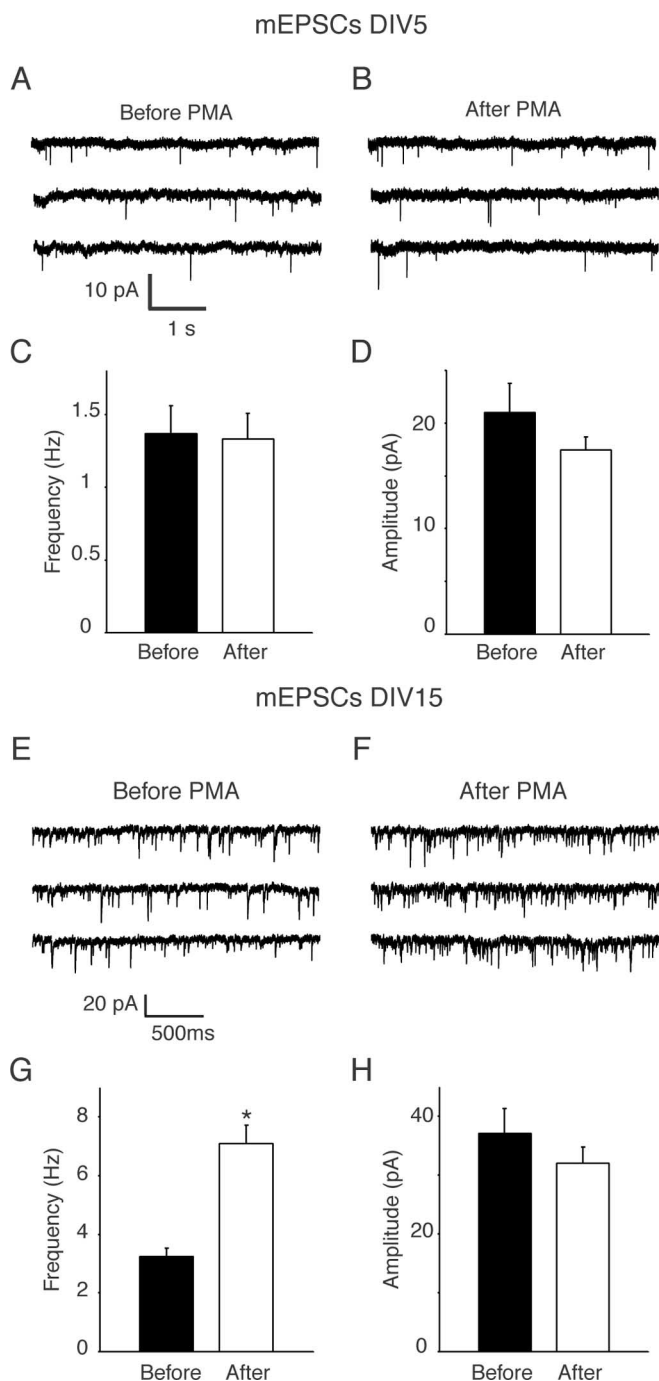 mEPSCs DIV5
A
B
Before PMA
After PMA
10 pA
1 s
C
D
Frequency (Hz)
1.5
1
0.5
0
Before After
Amplitude (pA)
20
10
0
Before After
mEPSCs DIV15
E
F
Before PMA
After PMA
20 pA
500ms
G
H
Frequency (Hz)
8
6
4
2
0
*
Before After
Amplitude (pA)
40
20
0
Before After